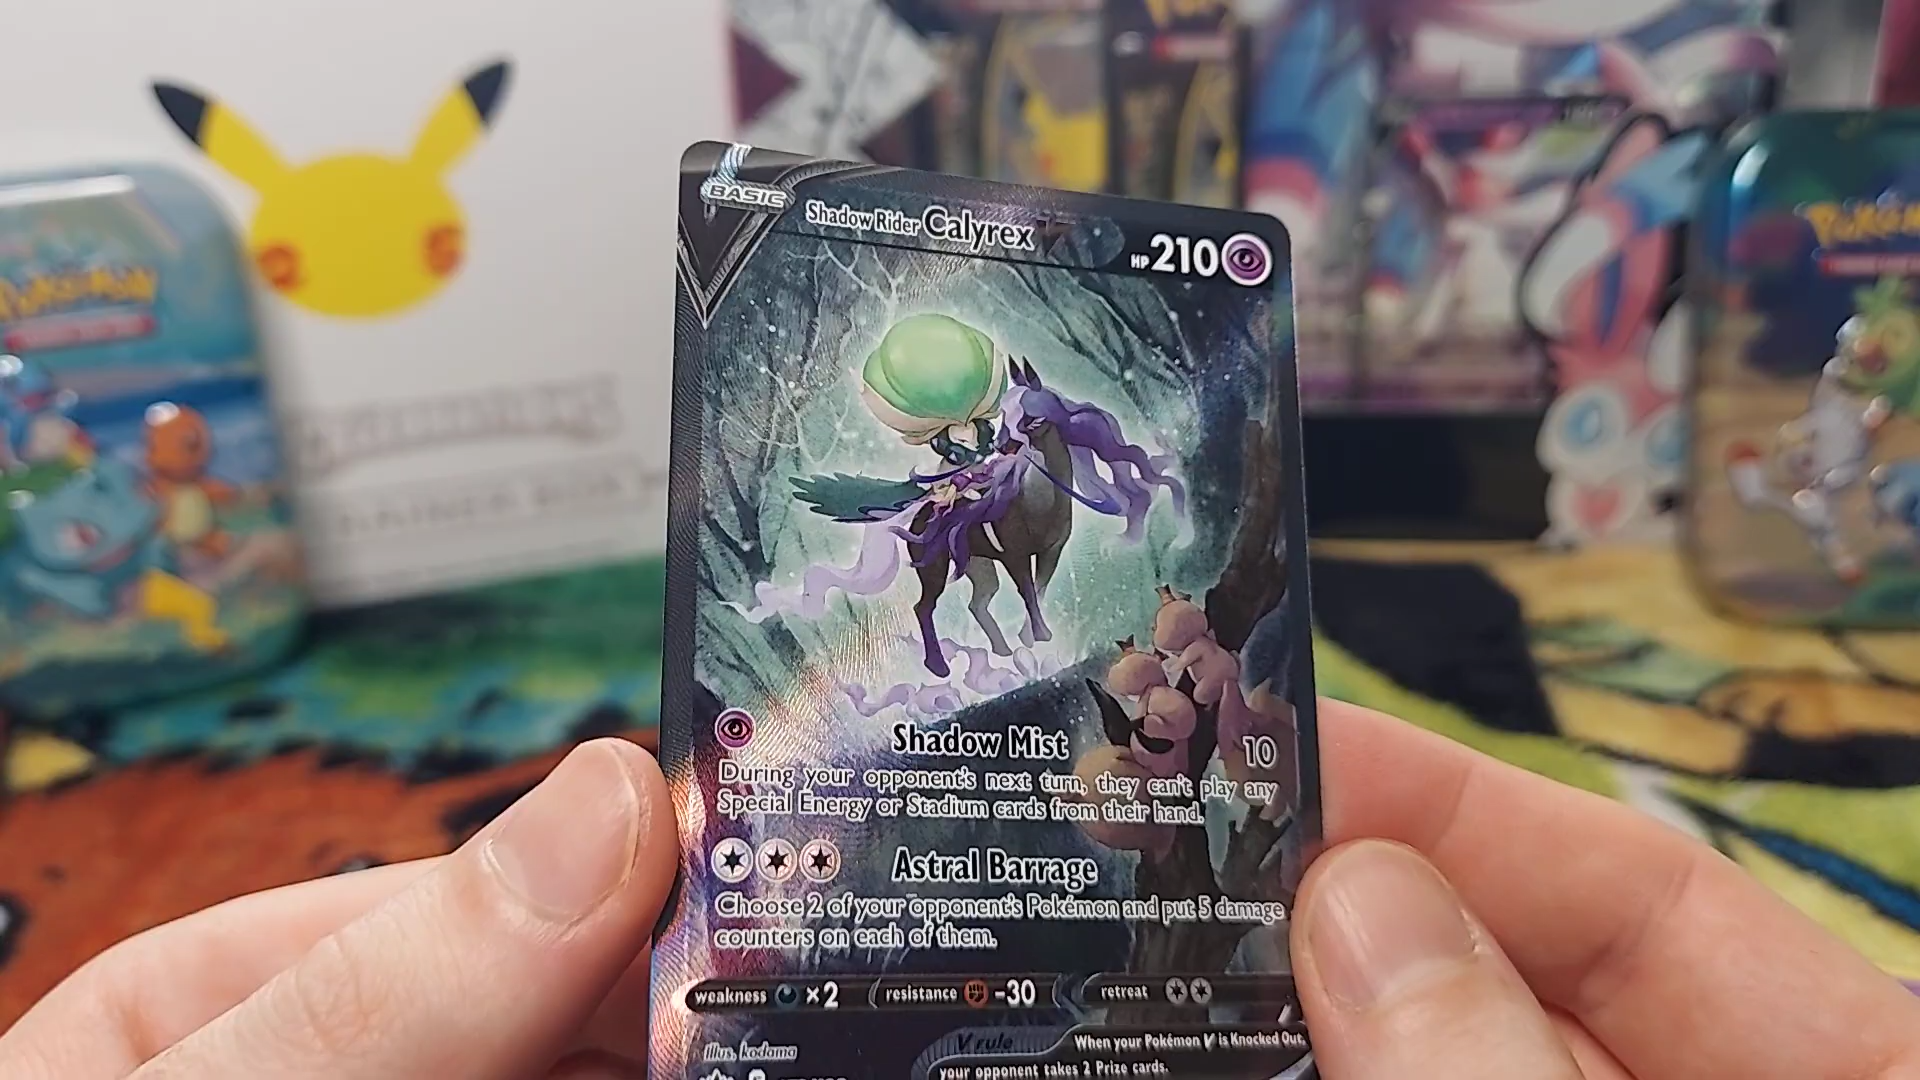 BASIC
Shadow Rider Calyrex
HP 210
Shadow Mist 10
During your opponent's next turn, they can't play any
Special Energy or Stadium cards from their hand.
Astral Barrage
Choose 2 of your opponent's Pokémon and put 5 damage
counters on each of them.
weakness ×2 resistance -30 retreat
V rule
When your Pokémon V is Knocked Out,
your opponent takes 2 Prize cards.
illus. kodama
Pokémon